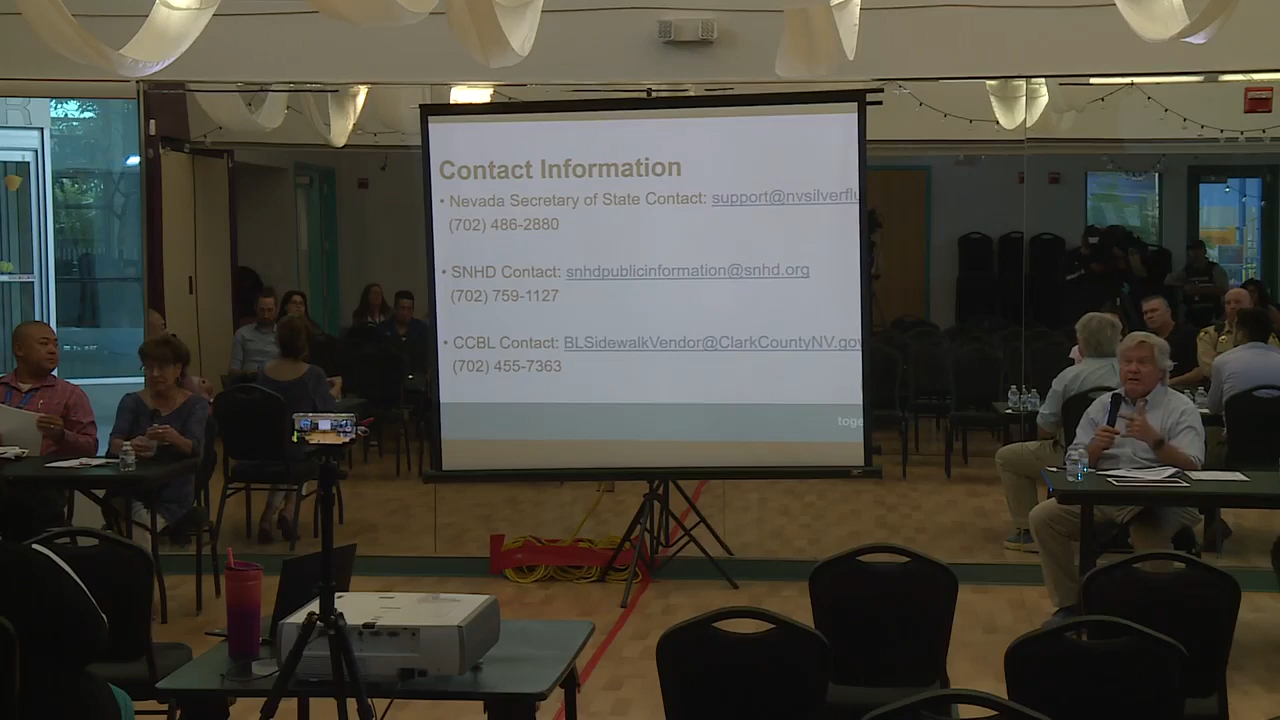 Contact Information
• Nevada Secretary of State Contact: support@nvsilverflu
(702) 486-2880
• SNHD Contact: snhdpublicinformation@snhd.org
(702) 759-1127
• CCBL Contact: BLSidewalkVendor@ClarkCountyNV.gov
(702) 455-7363
toge